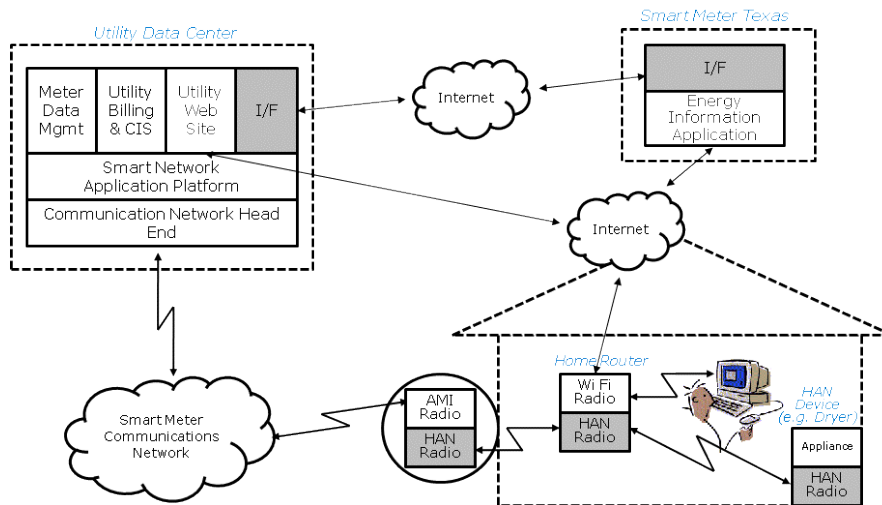 Utility Data Center
Smart Meter Texas
Meter
Data
Mgmt
Utility
Billing
& CIS
Utility
Web
Site
I/F
Internet
I/F
Energy
Information
Application
Smart Network
Application Platform
Communication Network Head
End
Internet
Home Router
Wi Fi
Radio
HAN
Radio
HAN
Device
(e.g. Dryer)
Appliance
HAN
Radio
AMI
Radio
HAN
Radio
Smart Meter
Communications
Network